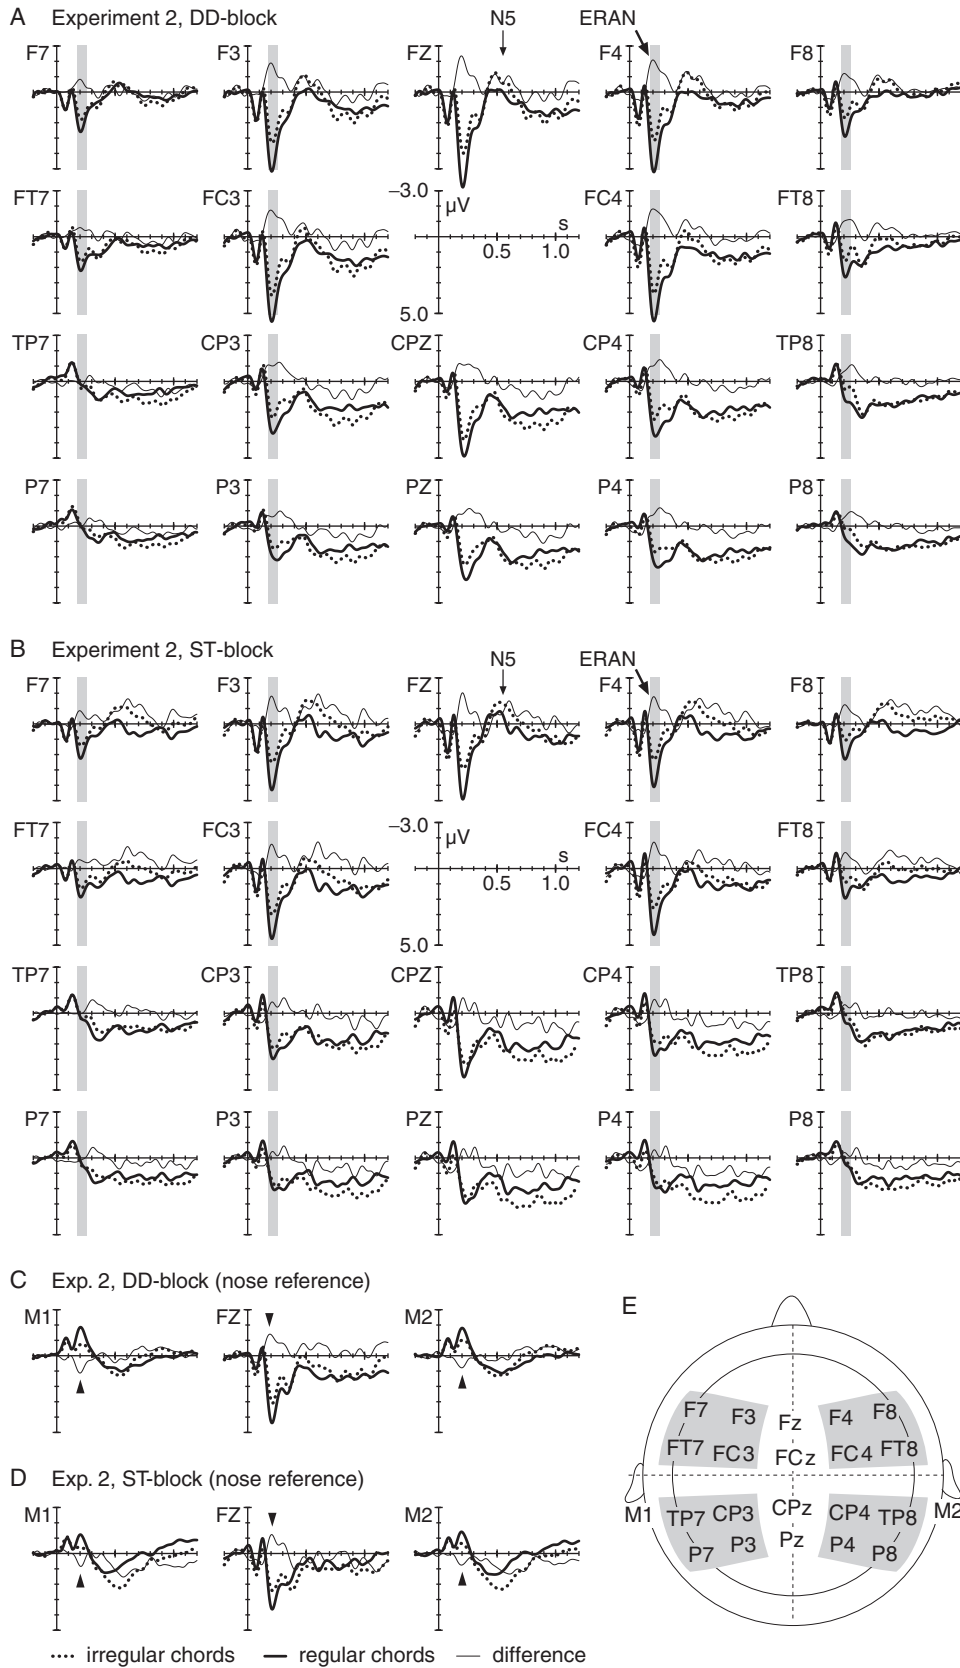 A Experiment 2, DD-block
N5 ERAN
F7 F3 FZ F4 F8
FT7 FC3 −3.0 µV s 0.5 1.0 5.0 FC4 FT8
TP7 CP3 CPZ CP4 TP8
P7 P3 PZ P4 P8
B Experiment 2, ST-block
N5 ERAN
F7 F3 FZ F4 F8
FT7 FC3 −3.0 µV s 0.5 1.0 5.0 FC4 FT8
TP7 CP3 CPZ CP4 TP8
P7 P3 PZ P4 P8
C Exp. 2, DD-block (nose reference)
M1 FZ M2
D Exp. 2, ST-block (nose reference)
M1 FZ M2
irregular chords regular chords difference
E
F7 F3 Fz F4 F8
FT7 FC3 FCz FC4 FT8
M1 M2
TP7 CP3 CPz CP4 TP8
P7 P3 Pz P4 P8